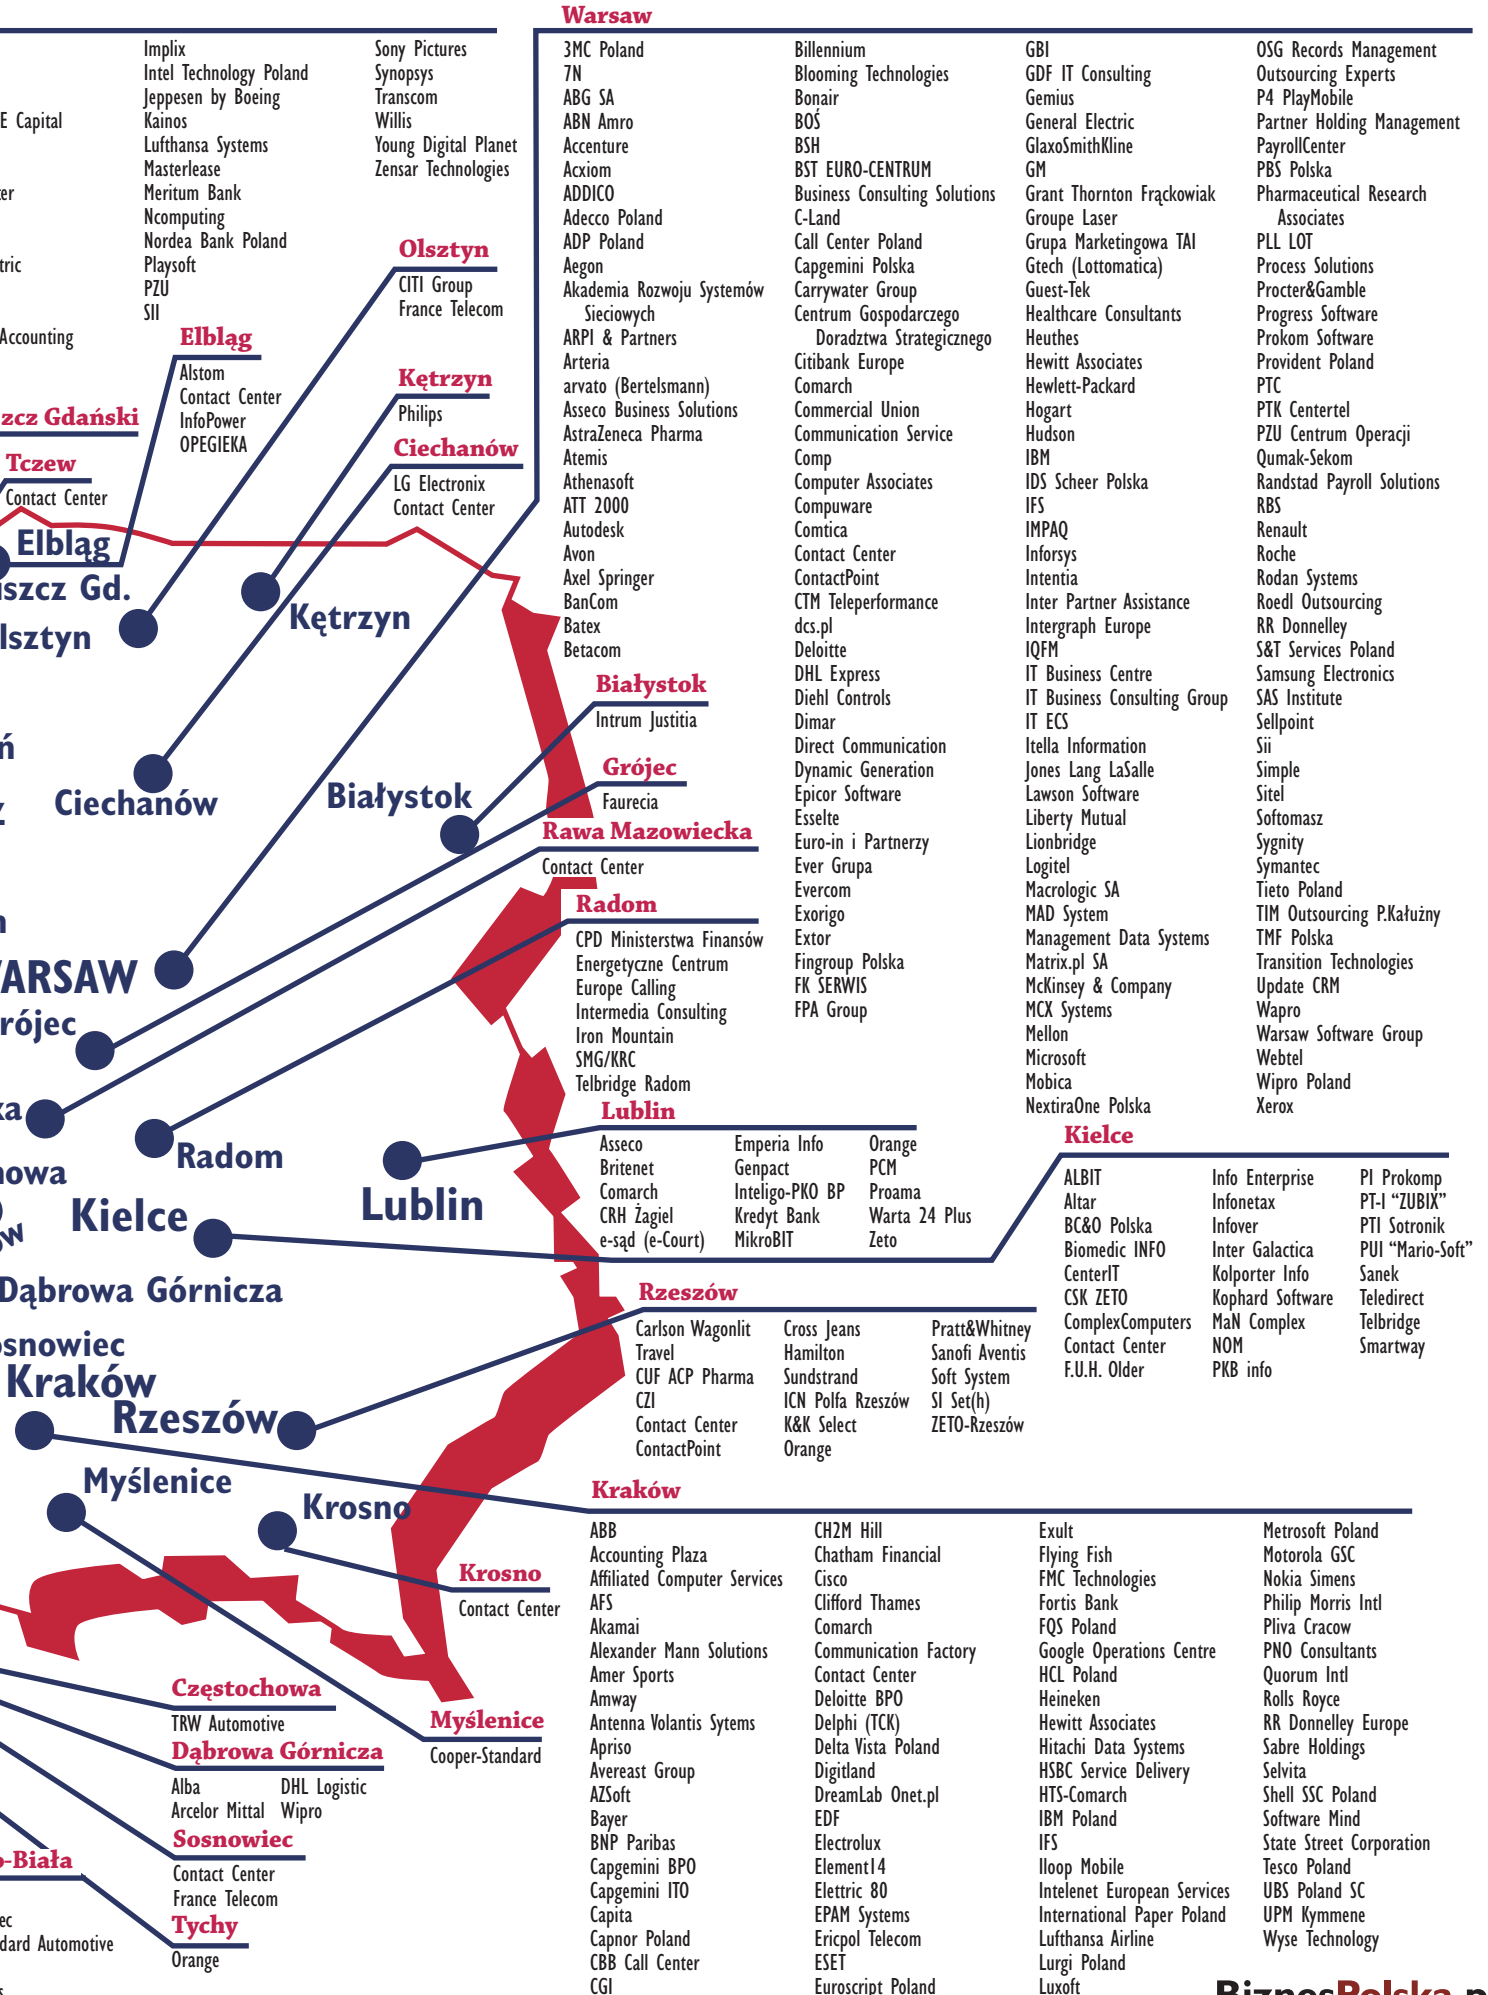 Implix
Intel Technology Poland
Jeppesen by Boeing
Kainos
Lufthansa Systems
Masterlease
Meritum Bank
Ncomputing
Nordea Bank Poland
Playsoft
PZU
SII
Sony Pictures
Synopsys
Transcom
Willis
Young Digital Planet
Zensar Technologies
E Capital
Accounting
Olsztyn
CITI Group
France Telecom
Elbląg
Alstom
Contact Center
InfoPower
OPEGIEKA
Kętrzyn
Philips
Ciechanów
LG Electronix
Contact Center
zcz Gdański
Tczew
Contact Center
Warsaw
3MC Poland
7N
ABG SA
ABN Amro
Accenture
Acxiom
ADDICO
Adecco Poland
ADP Poland
Aegon
Akademia Rozwoju Systemów
Sieciowych
ARPI & Partners
Arteria
arvato (Bertelsmann)
Asseco Business Solutions
AstraZeneca Pharma
Atemis
Athenasoft
ATT 2000
Autodesk
Avon
Axel Springer
BanCom
Batex
Betacom
Billennium
Blooming Technologies
Bonair
BOŚ
BSH
BST EURO-CENTRUM
Business Consulting Solutions
C-Land
Call Center Poland
Capgemini Polska
Carrywater Group
Centrum Gospodarczego
Doradztwa Strategicznego
Citibank Europe
Comarch
Commercial Union
Communication Service
Comp
Computer Associates
Compuware
Comtica
Contact Center
ContactPoint
CTM Teleperformance
dcs.pl
Deloitte
DHL Express
Diehl Controls
Dimar
Direct Communication
Dynamic Generation
Epicor Software
Esselte
Euro-in i Partnerzy
Ever Grupa
Evercom
Exorigo
Extor
Fingroup Polska
FK SERWIS
FPA Group
GBI
GDF IT Consulting
Gemius
General Electric
GlaxoSmithKline
GM
Grant Thornton Frąckowiak
Groupe Laser
Grupa Marketingowa TAI
Gtech (Lottomatica)
Guest-Tek
Healthcare Consultants
Heuthes
Hewitt Associates
Hewlett-Packard
Hogart
Hudson
IBM
IDS Scheer Polska
IFS
IMPAQ
Inforsys
Intentia
Inter Partner Assistance
Intergraph Europe
IQFM
IT Business Centre
IT Business Consulting Group
IT ECS
Itella Information
Jones Lang LaSalle
Lawson Software
Liberty Mutual
Lionbridge
Logitel
Macrologic SA
MAD System
Management Data Systems
Matrix.pl SA
McKinsey & Company
MCX Systems
Mellon
Microsoft
Mobica
NextiraOne Polska
OSG Records Management
Outsourcing Experts
P4 PlayMobile
Partner Holding Management
PayrollCenter
PBS Polska
Pharmaceutical Research
Associates
PLL LOT
Process Solutions
Procter&Gamble
Progress Software
Prokom Software
Provident Poland
PTC
PTK Centertel
PZU Centrum Operacji
Qumak-Sekom
Randstad Payroll Solutions
RBS
Renault
Roche
Rodan Systems
Roedl Outsourcing
RR Donnelley
S&T Services Poland
Samsung Electronics
SAS Institute
Sellpoint
Sii
Simple
Sitel
Softomasz
Sygnity
Symantec
Tieto Poland
TIM Outsourcing P.Kałużny
TMF Polska
Transition Technologies
Update CRM
Wapro
Warsaw Software Group
Webtel
Wipro Poland
Xerox
Elbląg
szcz Gd.
lsztyn
Kętrzyn
Ciechanów
Białystok
ARSAW
rójec
Radom
Lublin
howa
Kielce
Dąbrowa Górnicza
osnowiec
Kraków
Rzeszów
Myślenice
Krosno
Białystok
Intrum Justitia
Grójec
Faurecia
Rawa Mazowiecka
Contact Center
Radom
CPD Ministerstwa Finansów
Energetyczne Centrum
Europe Calling
Intermedia Consulting
Iron Mountain
SMG/KRC
Telbridge Radom
Lublin
Asseco
Britenet
Comarch
CRH Żagiel
e-sąd (e-Court)
Emperia Info
Genpact
Inteligo-PKO BP
Kredyt Bank
MikroBIT
Orange
PCM
Proama
Warta 24 Plus
Zeto
Kielce
ALBIT
Altar
BC&O Polska
Biomedic INFO
CenterIT
CSK ZETO
ComplexComputers
Contact Center
F.U.H. Older
Info Enterprise
Infonetax
Infover
Inter Galactica
Kolporter Info
Kophard Software
MaN Complex
NOM
PKB info
PI Prokomp
PT-I “ZUBIX”
PTI Sotronik
PUI “Mario-Soft”
Sanek
Teledirect
Telbridge
Smartway
Rzeszów
Carlson Wagonlit
Travel
CUF ACP Pharma
CZI
Contact Center
ContactPoint
Cross Jeans
Hamilton
Sundstrand
ICN Polfa Rzeszów
K&K Select
Orange
Pratt&Whitney
Sanofi Aventis
Soft System
SI Set(h)
ZETO-Rzeszów
Kraków
ABB
Accounting Plaza
Affiliated Computer Services
AFS
Akamai
Alexander Mann Solutions
Amer Sports
Amway
Antenna Volantis Sytems
Apriso
Avereast Group
AZSoft
Bayer
BNP Paribas
Capgemini BPO
Capgemini ITO
Capita
Capnor Poland
CBB Call Center
CGI
CH2M Hill
Chatham Financial
Cisco
Clifford Thames
Comarch
Communication Factory
Contact Center
Deloitte BPO
Delphi (TCK)
Delta Vista Poland
Digitland
DreamLab Onet.pl
EDF
Electrolux
Element14
Elettric 80
EPAM Systems
Ericpol Telecom
ESET
Euroscript Poland
Exult
Flying Fish
FMC Technologies
Fortis Bank
FQS Poland
Google Operations Centre
HCL Poland
Heineken
Hewitt Associates
Hitachi Data Systems
HSBC Service Delivery
HTS-Comarch
IBM Poland
IFS
Iloop Mobile
Intelenet European Services
International Paper Poland
Lufthansa Airline
Lurgi Poland
Luxoft
Metrosoft Poland
Motorola GSC
Nokia Simens
Philip Morris Intl
Pliva Cracow
PNO Consultants
Quorum Intl
Rolls Royce
RR Donnelley Europe
Sabre Holdings
Selvita
Shell SSC Poland
Software Mind
State Street Corporation
Tesco Poland
UBS Poland SC
UPM Kymmene
Wyse Technology
Krosno
Contact Center
Myślenice
Cooper-Standard
Częstochowa
TRW Automotive
Dąbrowa Górnicza
Alba
Arcelor Mittal
DHL Logistic
Wipro
Sosnowiec
Contact Center
France Telecom
o-Biała
Tychy
Orange
dard Automotive
BiznesPolska.p